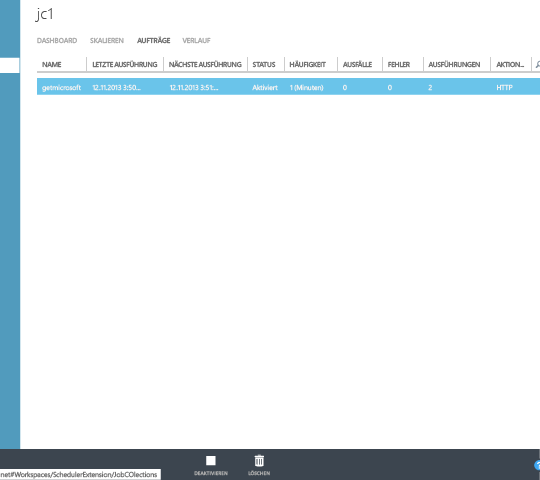 jc1
DASHBOARD SKALIEREN AUFTRÄGE VERLAUF
NAME LETZTE AUSFÜHRUNG NÄCHSTE AUSFÜHRUNG STATUS HÄUFIGKEIT AUSFÄLLE FEHLER AUSFÜHRUNGEN AKTION...
getmicrosoft 12.11.2013 3:50... 12.11.2013 3:51:... Aktiviert 1 (Minuten) 0 0 2 HTTP
DEAKTIVIEREN LÖSCHEN
net#Workspaces/SchedulerExtension/JobCOlections